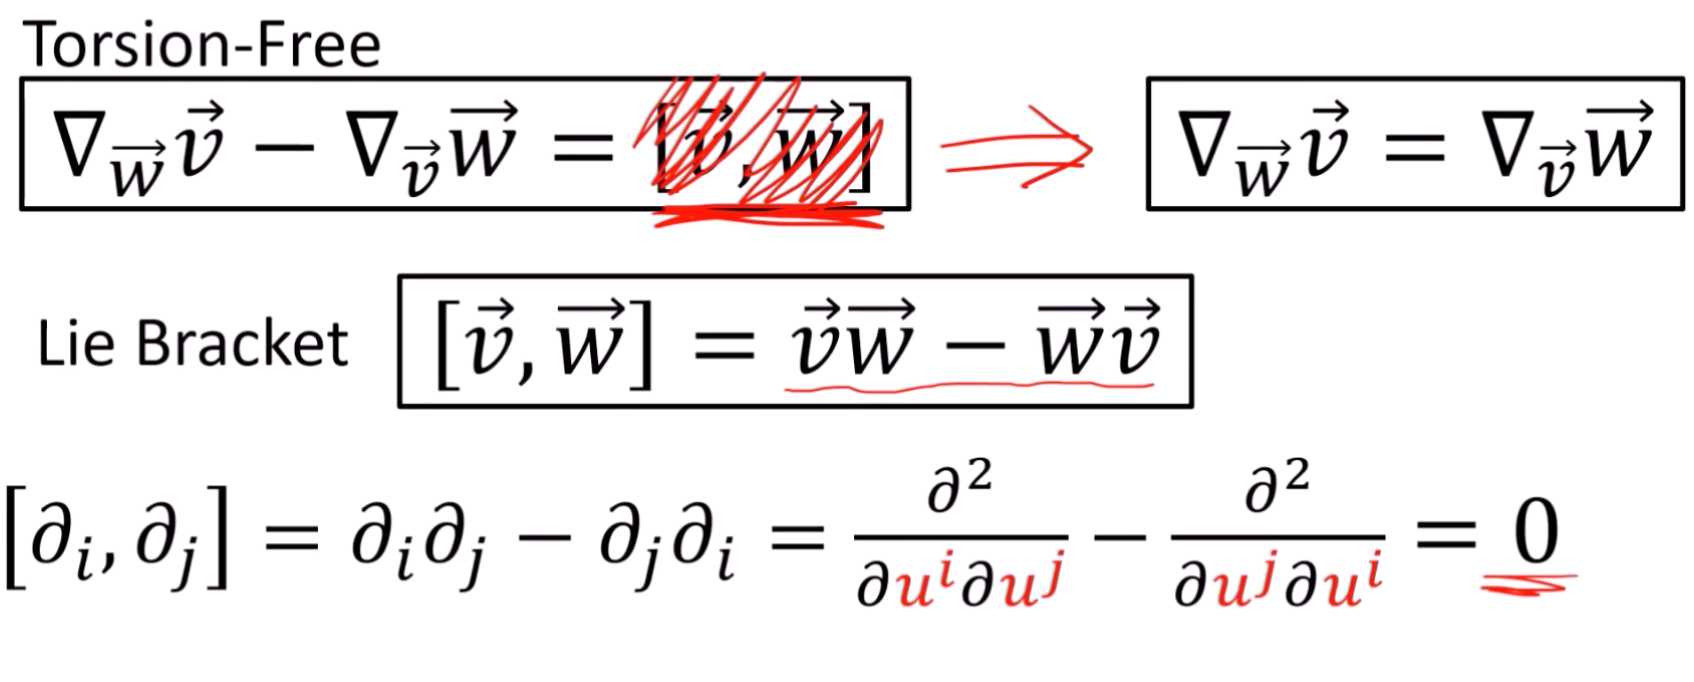 Torsion-Free
∇_w⃗ v⃗ − ∇_v⃗ w⃗ = [v⃗, w⃗] ⇒ ∇_w⃗ v⃗ = ∇_v⃗ w⃗
Lie Bracket [v⃗, w⃗] = v⃗w⃗ − w⃗v⃗
[∂_i, ∂_j] = ∂_i∂_j − ∂_j∂_i = ∂²/∂u^i∂u^j − ∂²/∂u^j∂u^i = 0